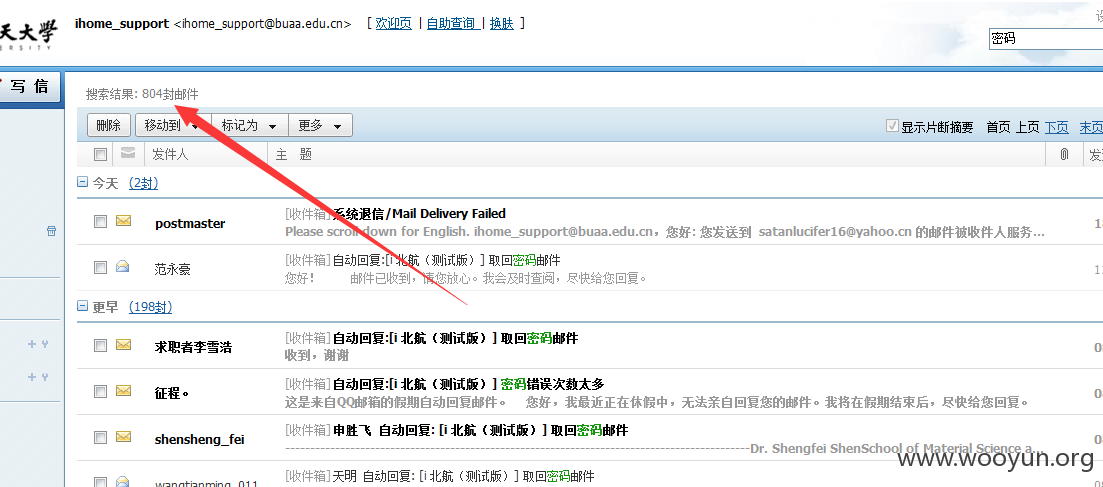 天大学 ihome_support <ihome_support@buaa.edu.cn> [ 欢迎页 | 自助查询 | 换肤 ]
ERSITY
密码
写 信
搜索结果: 804封邮件
删除 移动到 标记为 更多 显示片断摘要 首页 上页 下页 末页
发件人 主 题
今天 (2封)
postmaster [收件箱] 系统退信/Mail Delivery Failed
Please scroll down for English. ihome_support@buaa.edu.cn，您好: 您发送到 satanlucifer16@yahoo.cn 的邮件被收件人服务...
范永豪 [收件箱] 自动回复:[i 北航（测试版）] 取回密码邮件
您好！ 邮件已收到，请您放心。我会及时查阅，尽快给您回复。
更早 (198封)
求职者李雪浩 [收件箱] 自动回复:[i 北航（测试版）] 取回密码邮件
收到，谢谢
征程。 [收件箱] 自动回复:[i 北航（测试版）] 密码错误次数太多
这是来自QQ邮箱的假期自动回复邮件。 您好，我最近正在休假中，无法亲自回复您的邮件。我将在假期结束后，尽快给您回复。
shensheng_fei [收件箱] 申胜飞 自动回复: [i 北航（测试版）] 取回密码邮件
--------------------------------------------------------------------------------------------Dr. Shengfei ShenSchool of Material Science a...
www.wooyun.org
wangtianming_011 [收件箱] 天明 自动回复: [i 北航（测试版）] 取回密码邮件